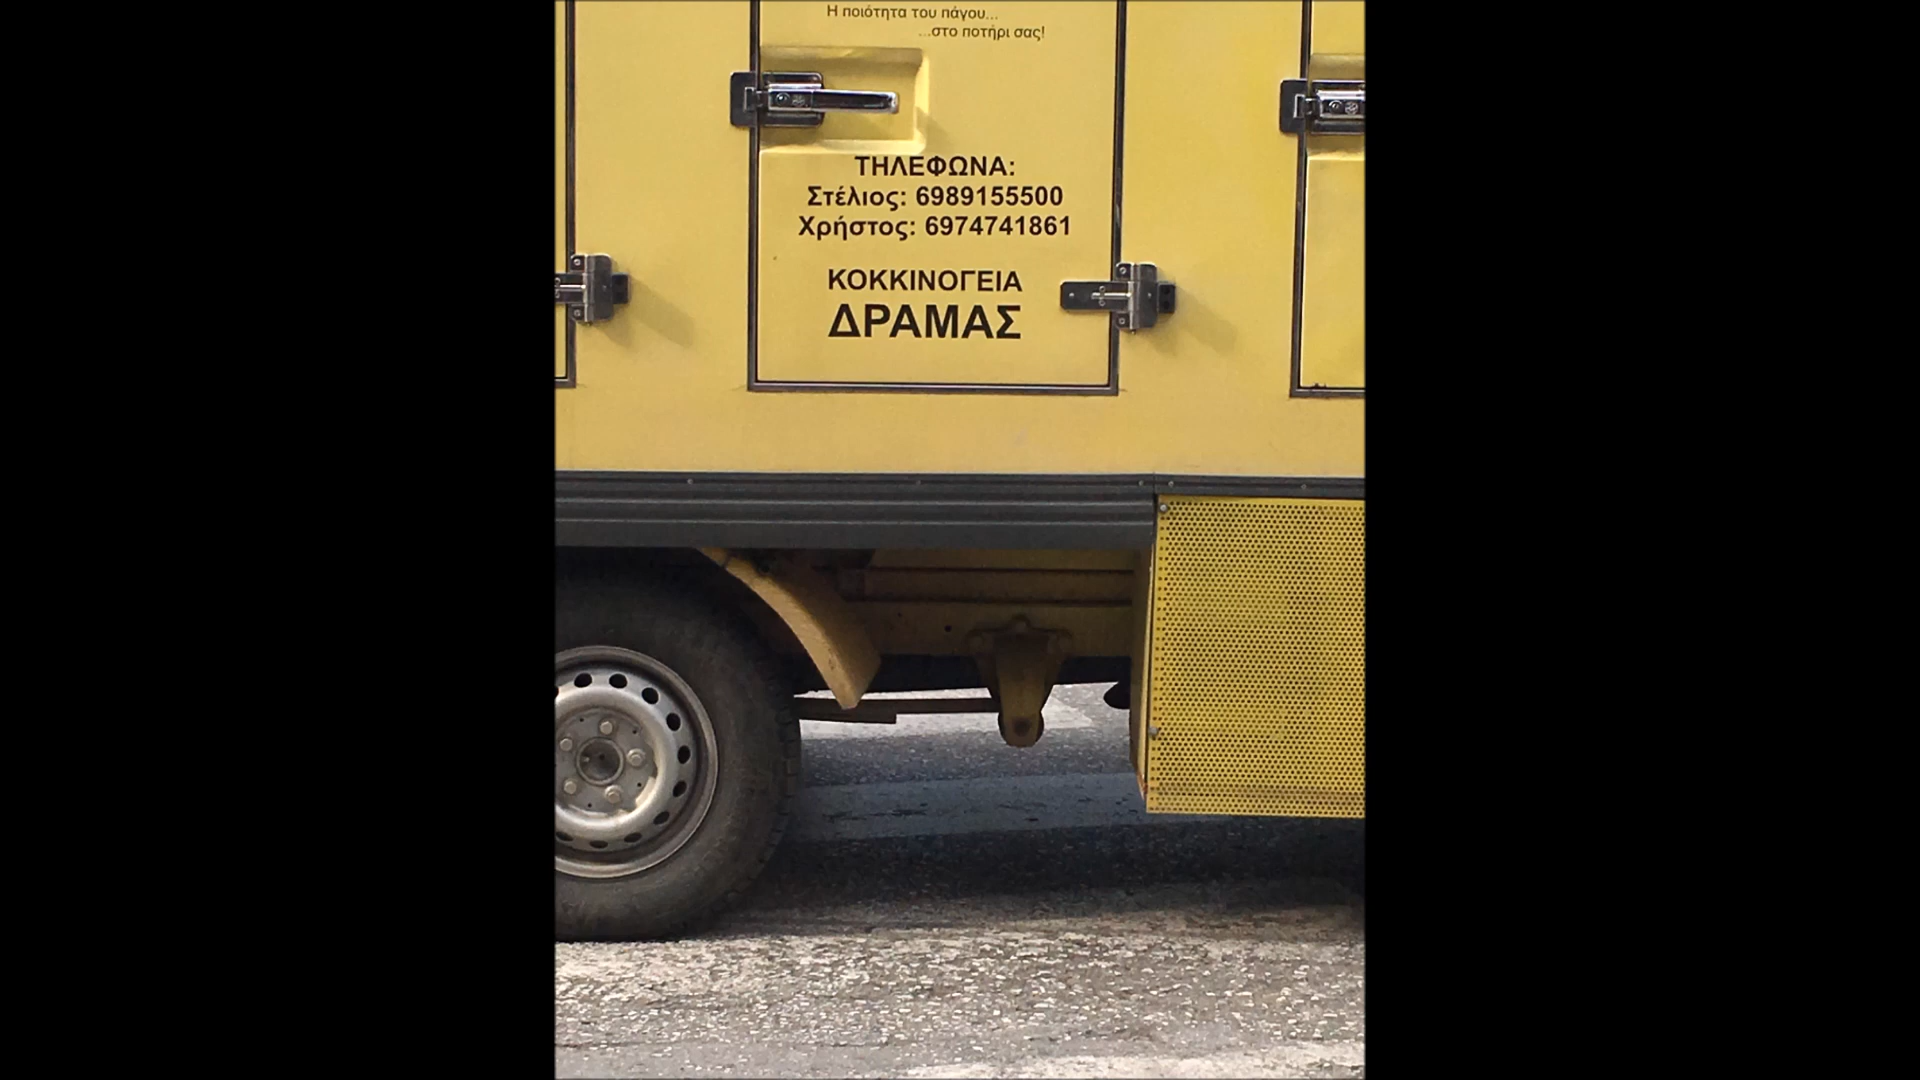 Η ποιότητα του πάγου...
...στο ποτήρι σας!
ΤΗΛΕΦΩΝΑ:
Στέλιος: 6989155500
Χρήστος: 6974741861
ΚΟΚΚΙΝΟΓΕΙΑ
ΔΡΑΜΑΣ